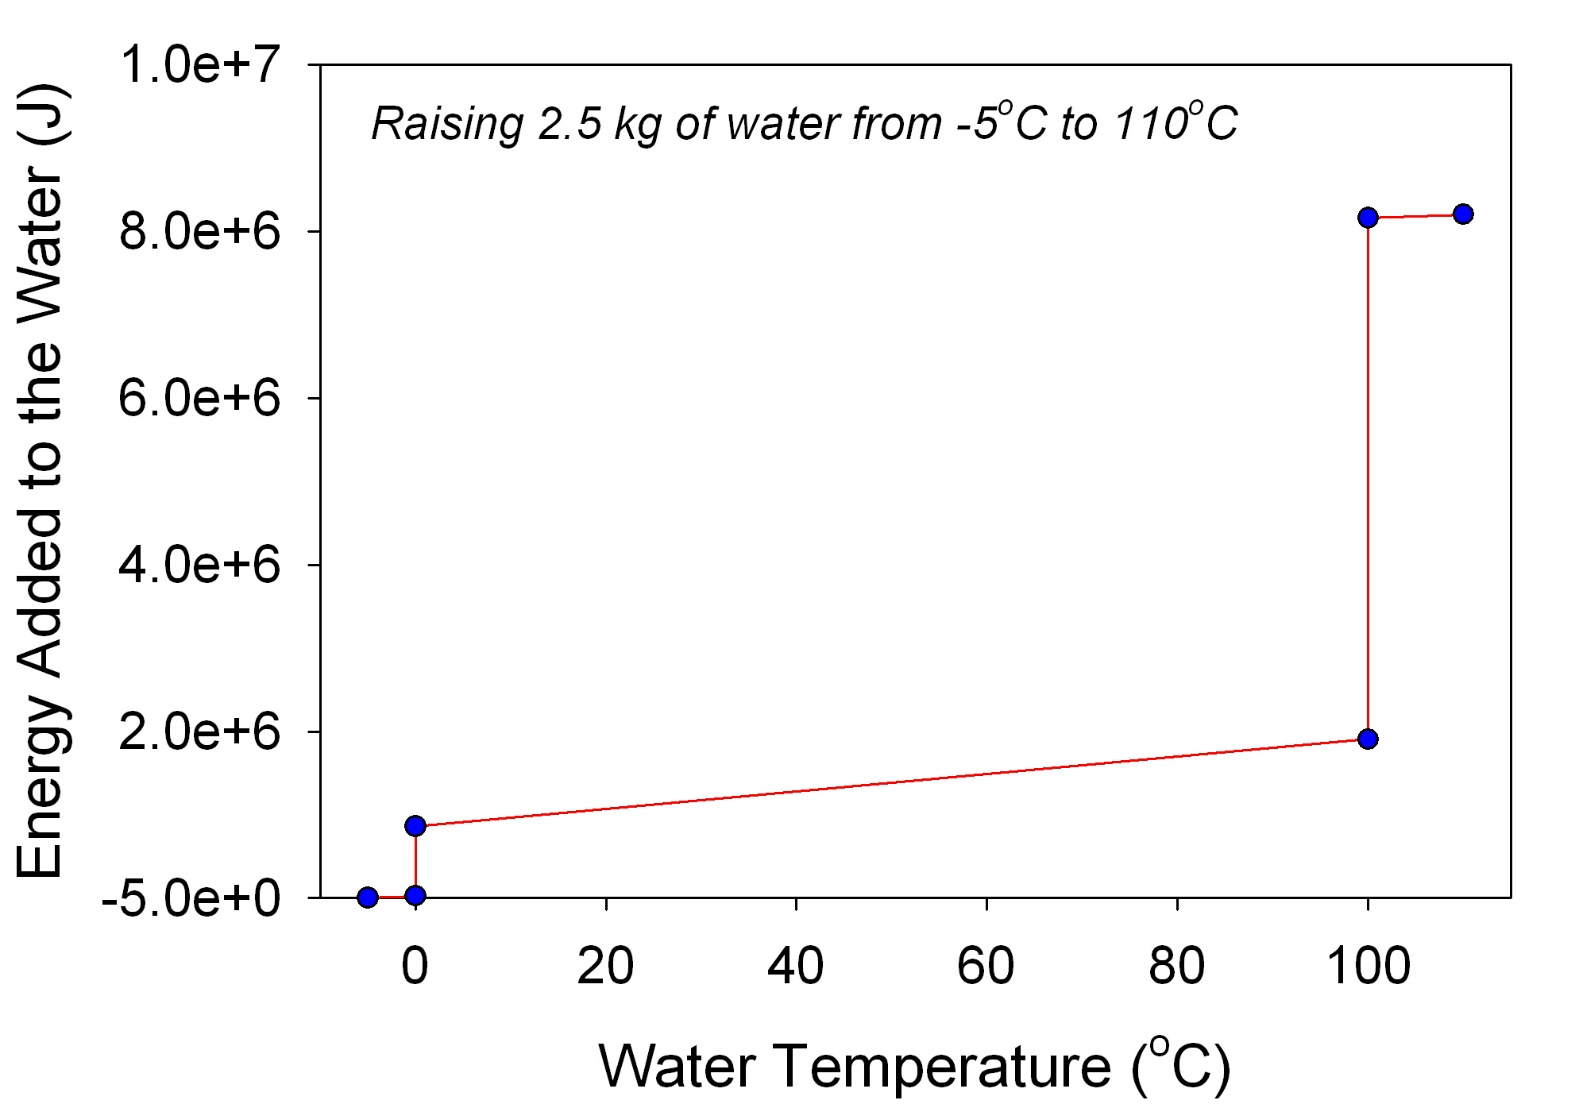 1.0e+7
Raising 2.5 kg of water from -5°C to 110°C
8.0e+6
6.0e+6
4.0e+6
2.0e+6
-5.0e+0
Energy Added to the Water (J)
0 20 40 60 80 100
Water Temperature (°C)